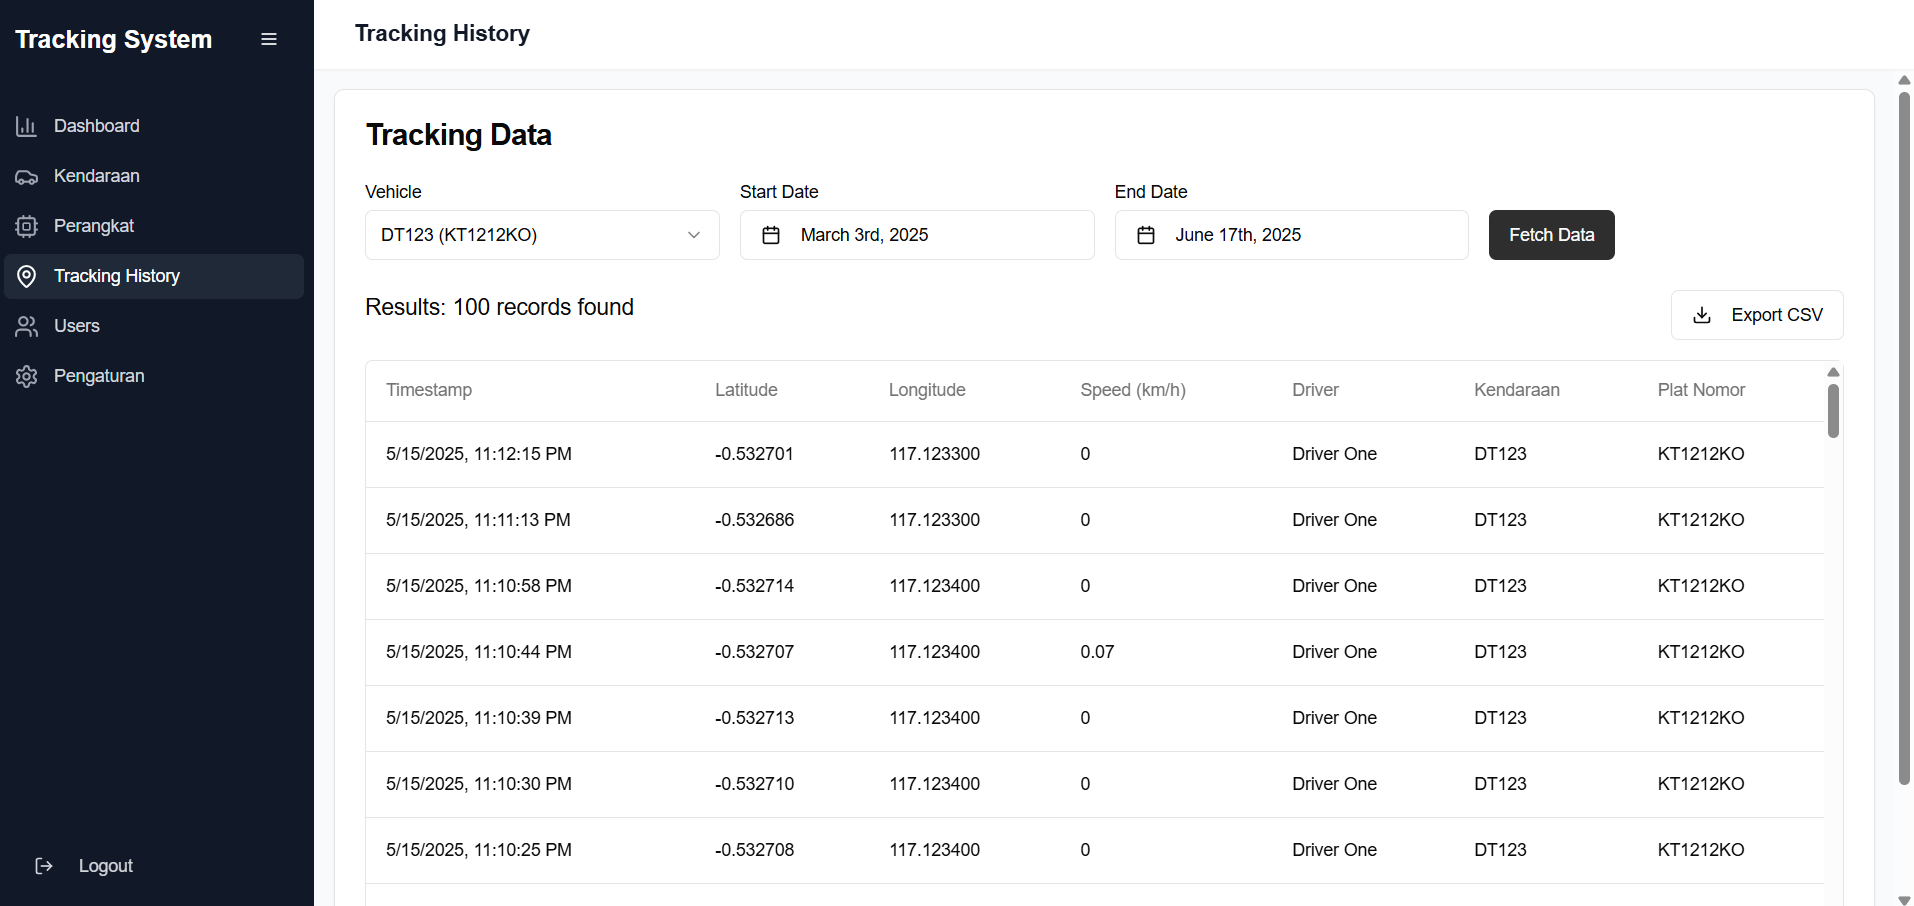 Tracking System
Dashboard
Kendaraan
Perangkat
Tracking History
Users
Pengaturan
Logout
Tracking History
Tracking Data
Vehicle Start Date End Date
DT123 (KT1212KO) March 3rd, 2025 June 17th, 2025 Fetch Data
Results: 100 records found
Export CSV
Timestamp Latitude Longitude Speed (km/h) Driver Kendaraan Plat Nomor
5/15/2025, 11:12:15 PM -0.532701 117.123300 0 Driver One DT123 KT1212KO
5/15/2025, 11:11:13 PM -0.532686 117.123300 0 Driver One DT123 KT1212KO
5/15/2025, 11:10:58 PM -0.532714 117.123400 0 Driver One DT123 KT1212KO
5/15/2025, 11:10:44 PM -0.532707 117.123400 0.07 Driver One DT123 KT1212KO
5/15/2025, 11:10:39 PM -0.532713 117.123400 0 Driver One DT123 KT1212KO
5/15/2025, 11:10:30 PM -0.532710 117.123400 0 Driver One DT123 KT1212KO
5/15/2025, 11:10:25 PM -0.532708 117.123400 0 Driver One DT123 KT1212KO